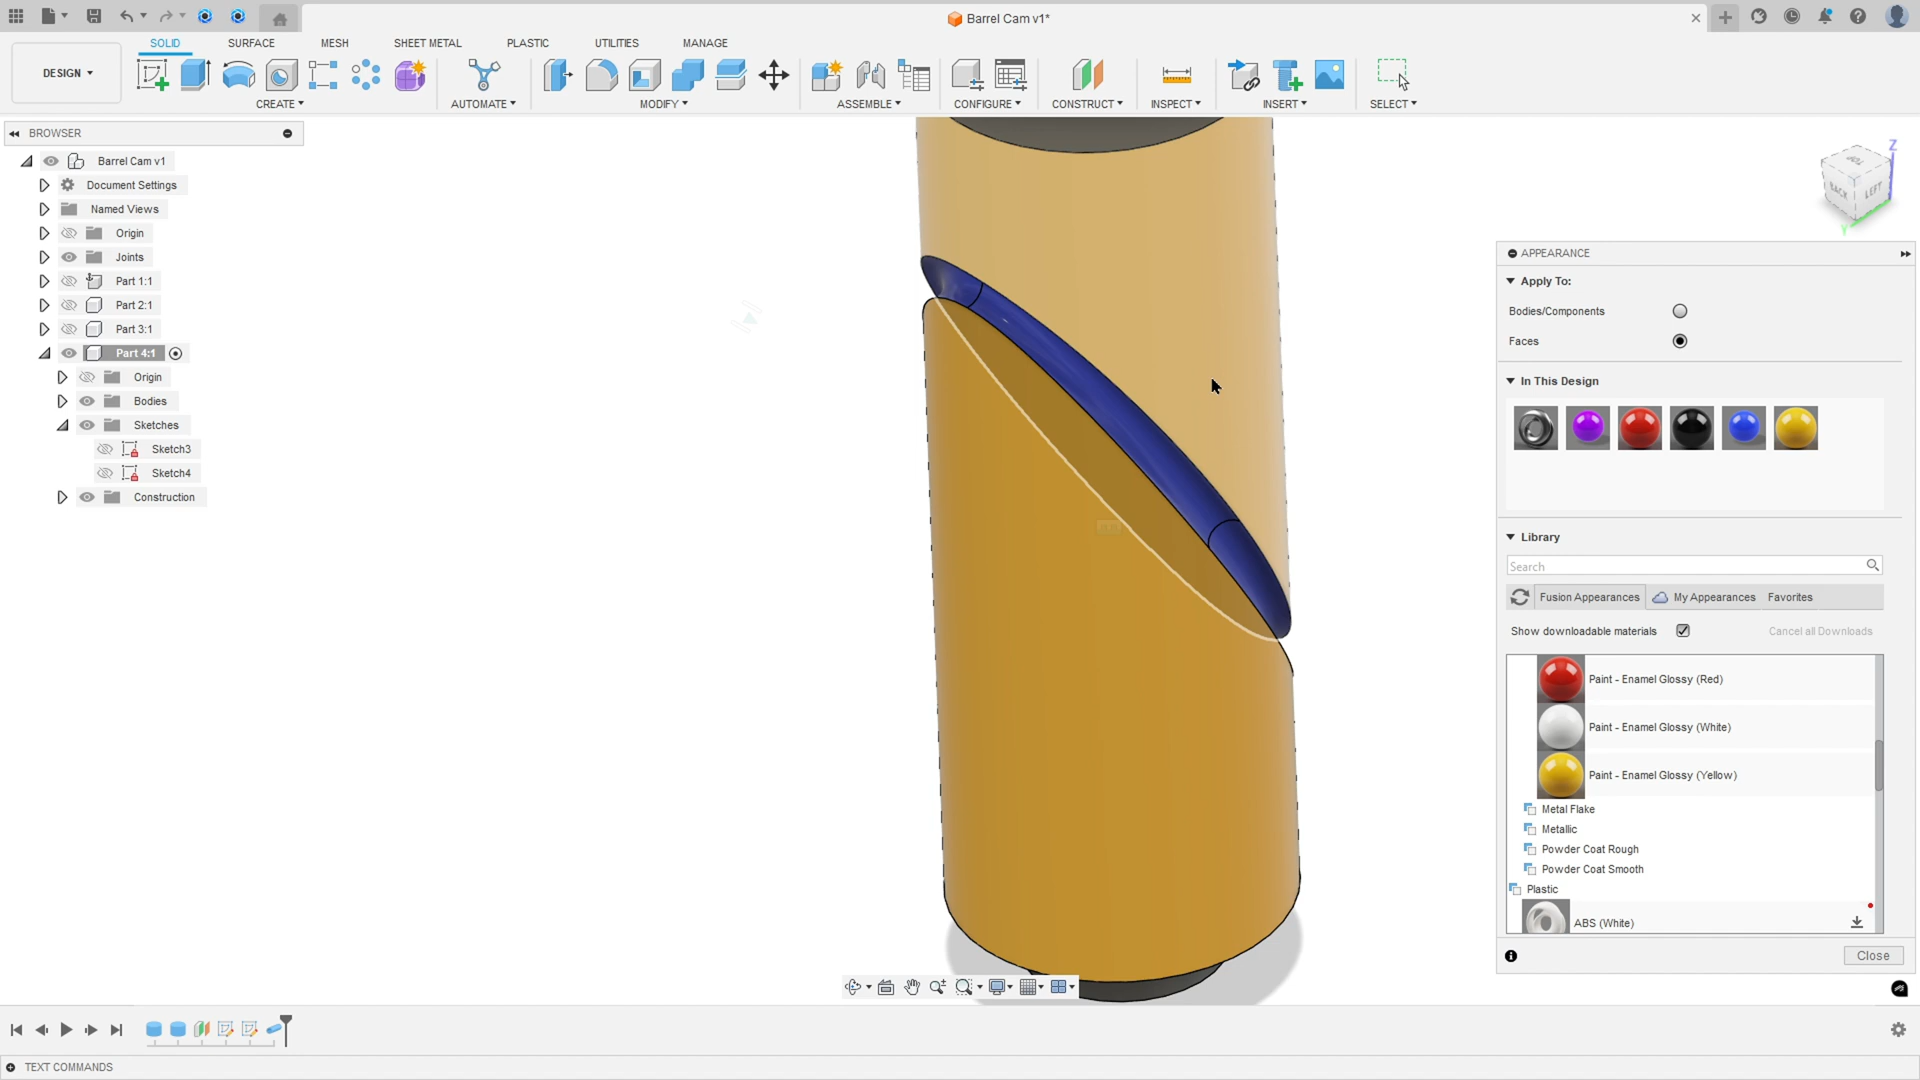 Barrel Cam v1*
SOLID SURFACE MESH SHEET METAL PLASTIC UTILITIES MANAGE
DESIGN
CREATE AUTOMATE MODIFY ASSEMBLE CONFIGURE CONSTRUCT INSPECT INSERT SELECT
BROWSER
Barrel Cam v1
Document Settings
Named Views
Origin
Joints
Part 1:1
Part 2:1
Part 3:1
Part 4:1
Origin
Bodies
Sketches
Sketch3
Sketch4
Construction
Z
TOP
BACK LEFT
Y
APPEARANCE
Apply To:
Bodies/Components
Faces
In This Design
Library
Search
Fusion Appearances My Appearances Favorites
Show downloadable materials Cancel all Downloads
Paint - Enamel Glossy (Red)
Paint - Enamel Glossy (White)
Paint - Enamel Glossy (Yellow)
Metal Flake
Metallic
Powder Coat Rough
Powder Coat Smooth
Plastic
ABS (White)
Close
TEXT COMMANDS